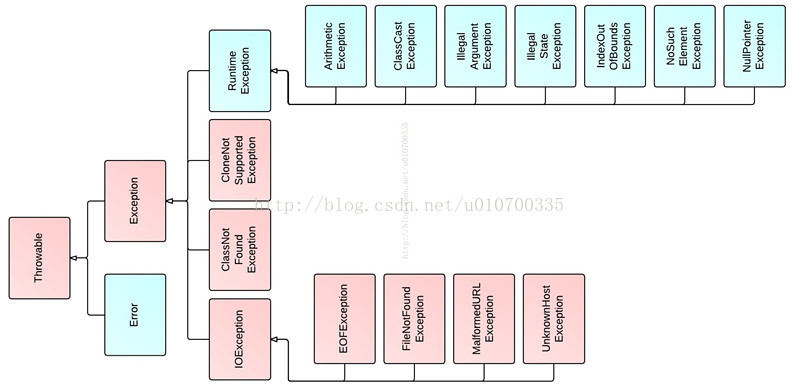 Throwable
Exception
Error
Runtime
Exception
CloneNot
Supported
Exception
ClassNot
Found
Exception
IOException
Arithmetic
Exception
ClassCast
Exception
Illegal
Argument
Exception
Illegal
State
Exception
IndexOut
OfBounds
Exception
NoSuch
Element
Exception
NullPointer
Exception
EOFException
FileNotFound
Exception
MalformedURL
Exception
UnknownHost
Exception
http://blog.csdn.net/u010700335
http://blog.csdn.net/u010700335